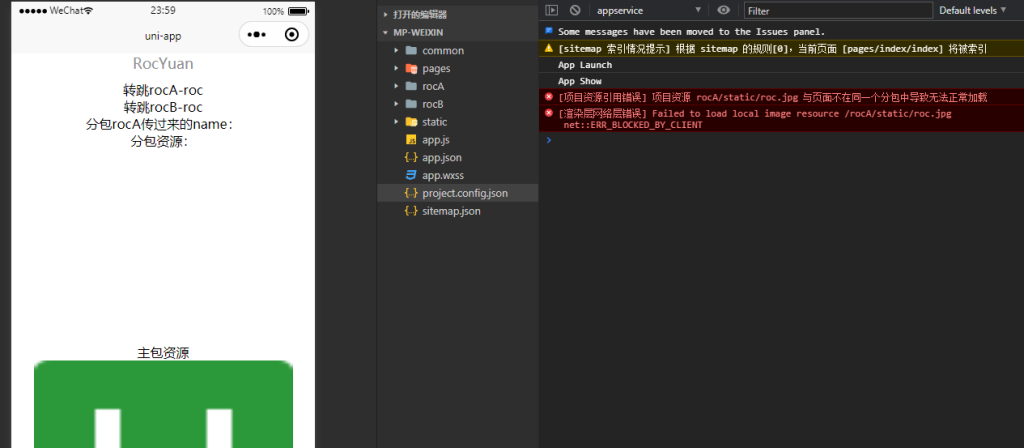 WeChat
23:59
100%
uni-app
RocYuan
转跳rocA-roc
转跳rocB-roc
分包rocA传过来的name:
分包资源:
主包资源
打开的编辑器
MP-WEIXIN
common
pages
rocA
rocB
static
app.js
app.json
app.wxss
project.config.json
sitemap.json
appservice
Filter
Default levels
Some messages have been moved to the Issues panel.
[sitemap 索引情况提示] 根据 sitemap 的规则[0]，当前页面 [pages/index/index] 将被索引
App Launch
App Show
[项目资源引用错误] 项目资源 rocA/static/roc.jpg 与页面不在同一个分包中导致无法正常加载
[渲染层网络层错误] Failed to load local image resource /rocA/static/roc.jpg
net::ERR_BLOCKED_BY_CLIENT